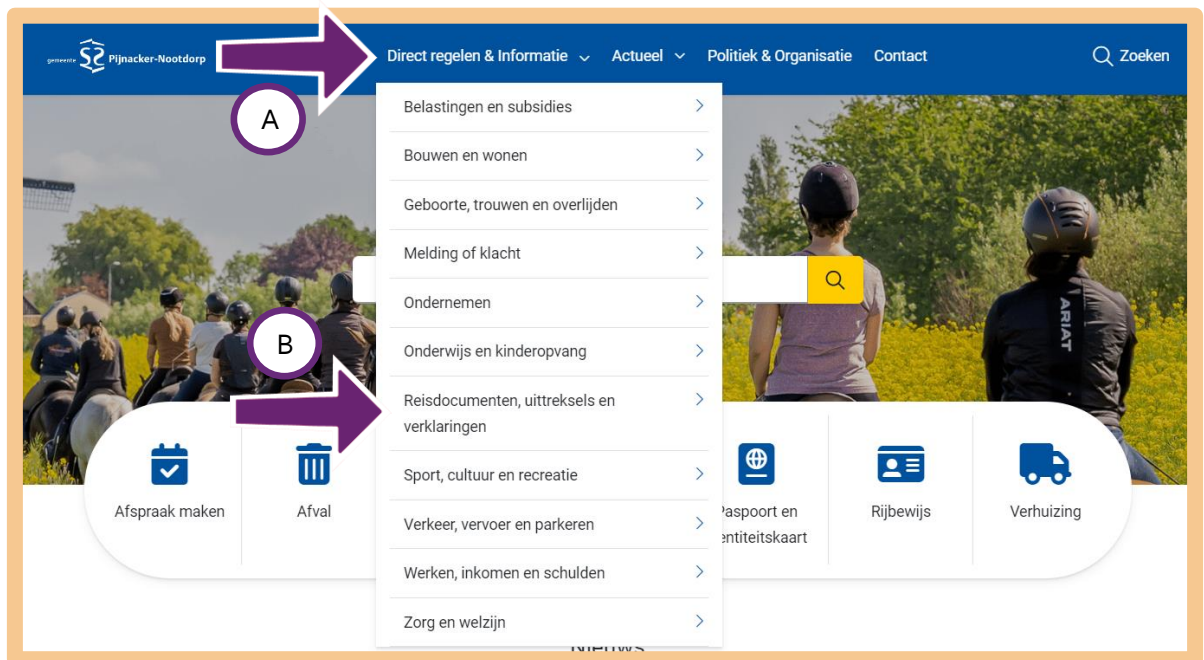 gemeente Pijnacker-Nootdorp
Direct regelen & Informatie
Actueel
Politiek & Organisatie
Contact
Zoeken
A
Belastingen en subsidies
Bouwen en wonen
Geboorte, trouwen en overlijden
Melding of klacht
Ondernemen
B
Onderwijs en kinderopvang
Reisdocumenten, uittreksels en
verklaringen
Sport, cultuur en recreatie
Verkeer, vervoer en parkeren
Werken, inkomen en schulden
Zorg en welzijn
ARIAT
Afspraak maken
Afval
Paspoort en
entiteitskaart
Rijbewijs
Verhuizing
Nieuws